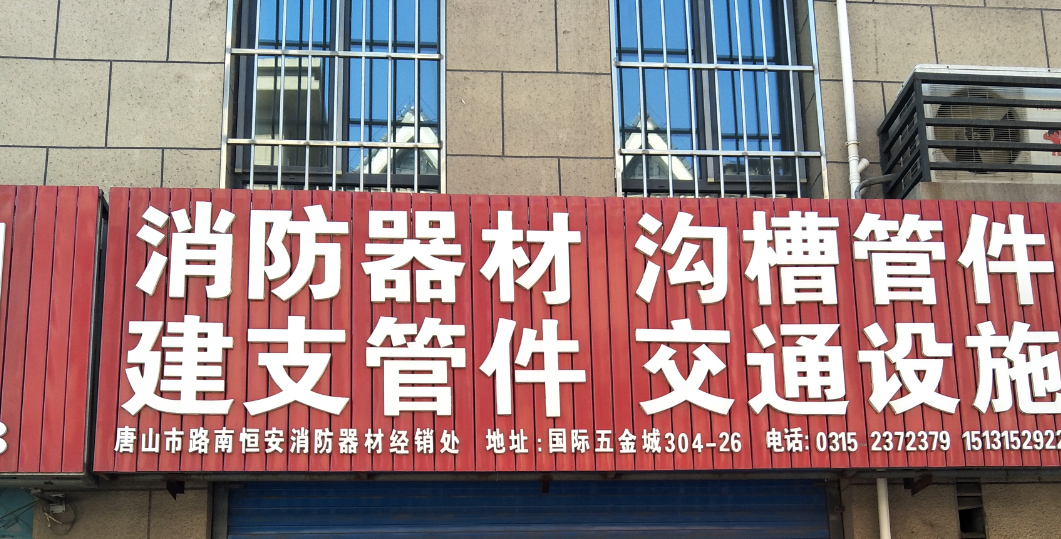 消防器材 沟槽管件
建支管件 交通设施
唐山市路南恒安消防器材经销处 地址:国际五金城304-26 电话:0315 2372379 1513152922